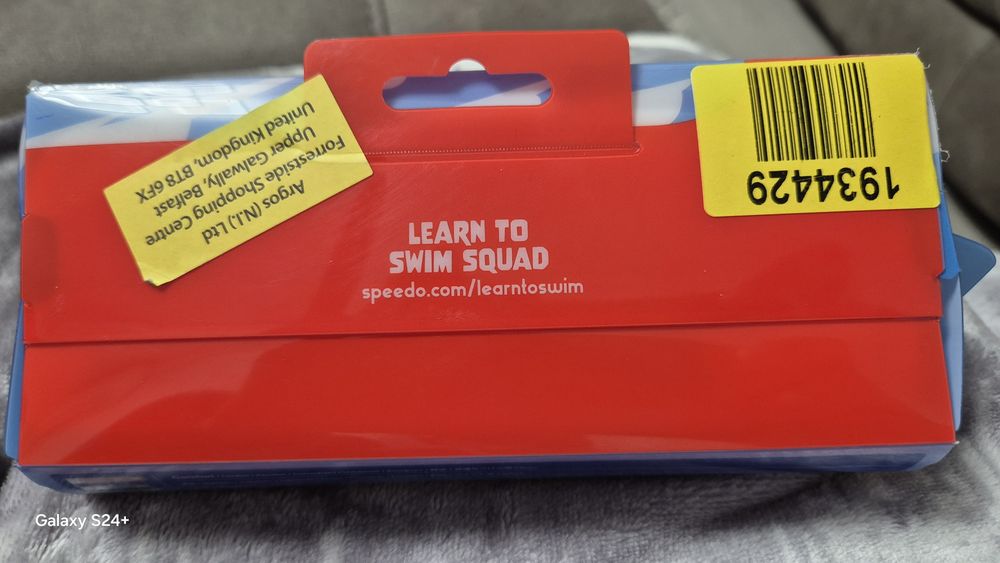 Argos (N.I.) Ltd
Forrestside Shopping Centre
Upper Galwally, Belfast
United Kingdom, BT8 6FX
1934429
LEARN TO
SWIM SQUAD
speedo.com/learntoswim
Galaxy S24+